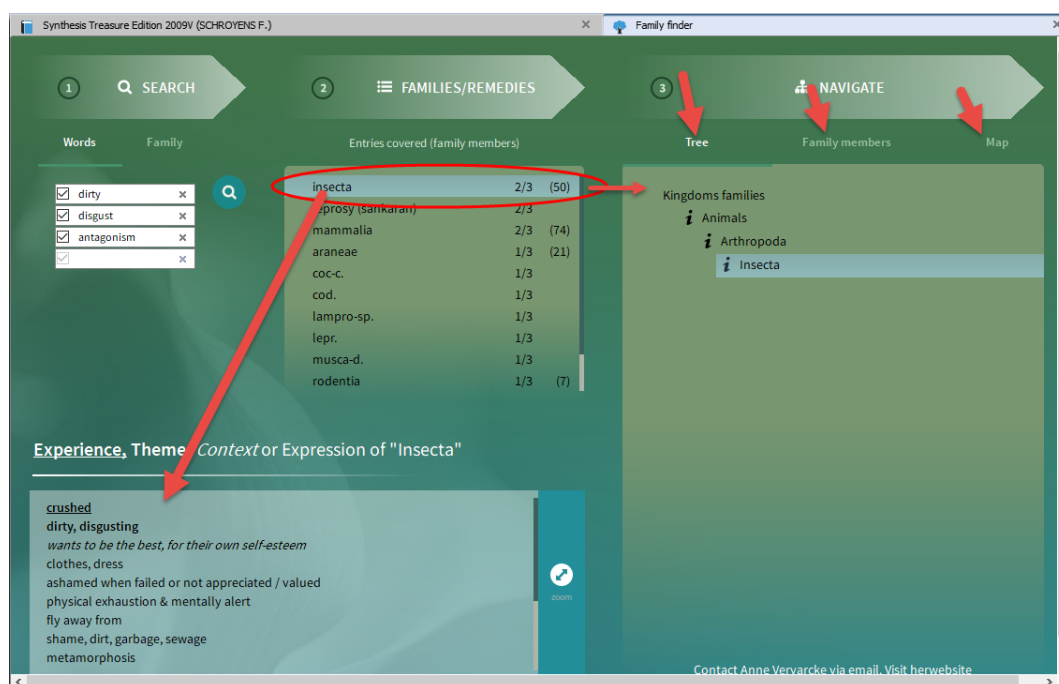 Synthesis Treasure Edition 2009V (SCHROYENS F.)
Family finder
1 SEARCH
2 FAMILIES/REMEDIES
3 NAVIGATE
Words Family
Entries covered (family members)
Tree Family members Map
dirty
disgust
antagonism
insecta 2/3 (50)
leprosy (sankaran) 2/3
mammalia 2/3 (74)
araneae 1/3 (21)
coc-c. 1/3
cod. 1/3
lampro-sp. 1/3
lepr. 1/3
musca-d. 1/3
rodentia 1/3 (7)
Kingdoms families
i Animals
i Arthropoda
i Insecta
Experience, Theme, Context or Expression of "Insecta"
crushed
dirty, disgusting
wants to be the best, for their own self-esteem
clothes, dress
ashamed when failed or not appreciated / valued
physical exhaustion & mentally alert
fly away from
shame, dirt, garbage, sewage
metamorphosis
zoom
Contact Anne Vervarcke via email. Visit herwebsite